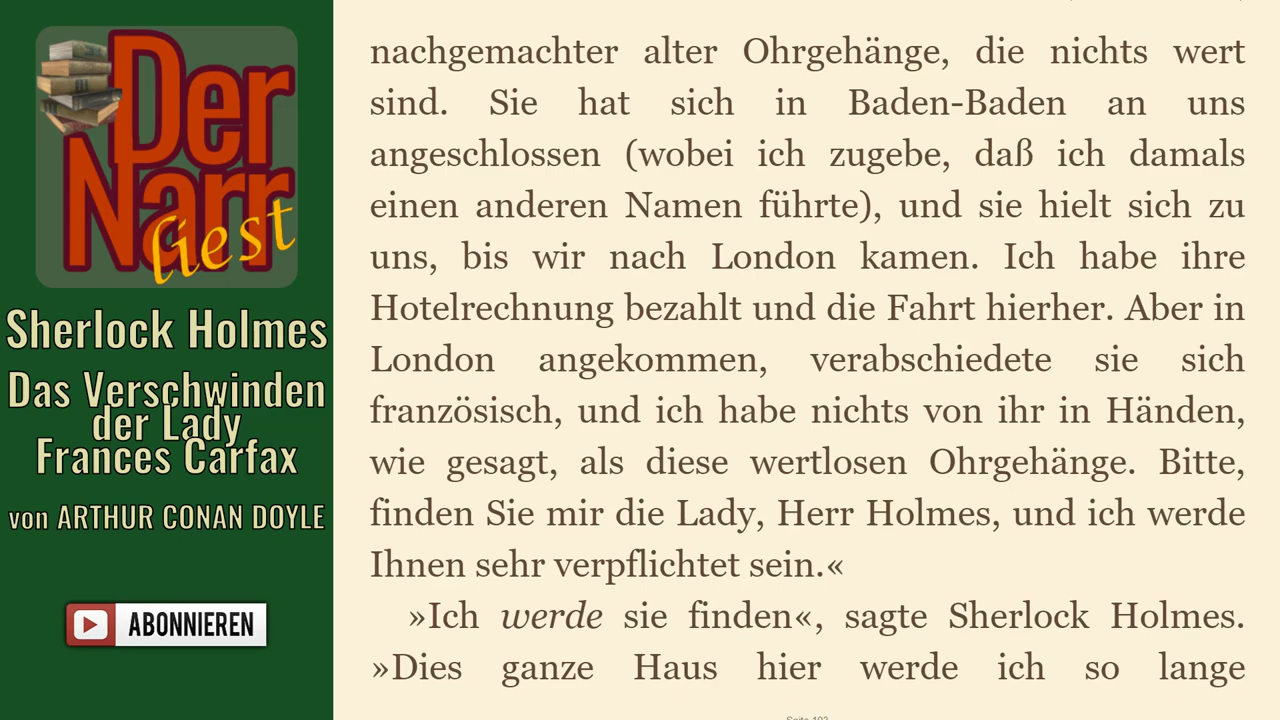 Der
Narr
liest
Sherlock Holmes
Das Verschwinden
der Lady
Frances Carfax
von ARTHUR CONAN DOYLE
ABONNIEREN
nachgemachter alter Ohrgehänge, die nichts wert
sind. Sie hat sich in Baden-Baden an uns
angeschlossen (wobei ich zugebe, daß ich damals
einen anderen Namen führte), und sie hielt sich zu
uns, bis wir nach London kamen. Ich habe ihre
Hotelrechnung bezahlt und die Fahrt hierher. Aber in
London angekommen, verabschiedete sie sich
französisch, und ich habe nichts von ihr in Händen,
wie gesagt, als diese wertlosen Ohrgehänge. Bitte,
finden Sie mir die Lady, Herr Holmes, und ich werde
Ihnen sehr verpflichtet sein.«
»Ich werde sie finden«, sagte Sherlock Holmes.
»Dies ganze Haus hier werde ich so lange